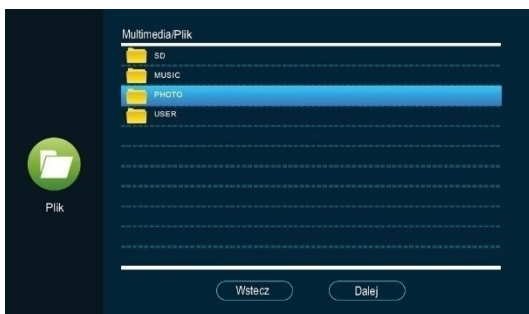 Multimedia/Plik
SD
MUSIC
PHOTO
USER
Plik
Wstecz Dalej